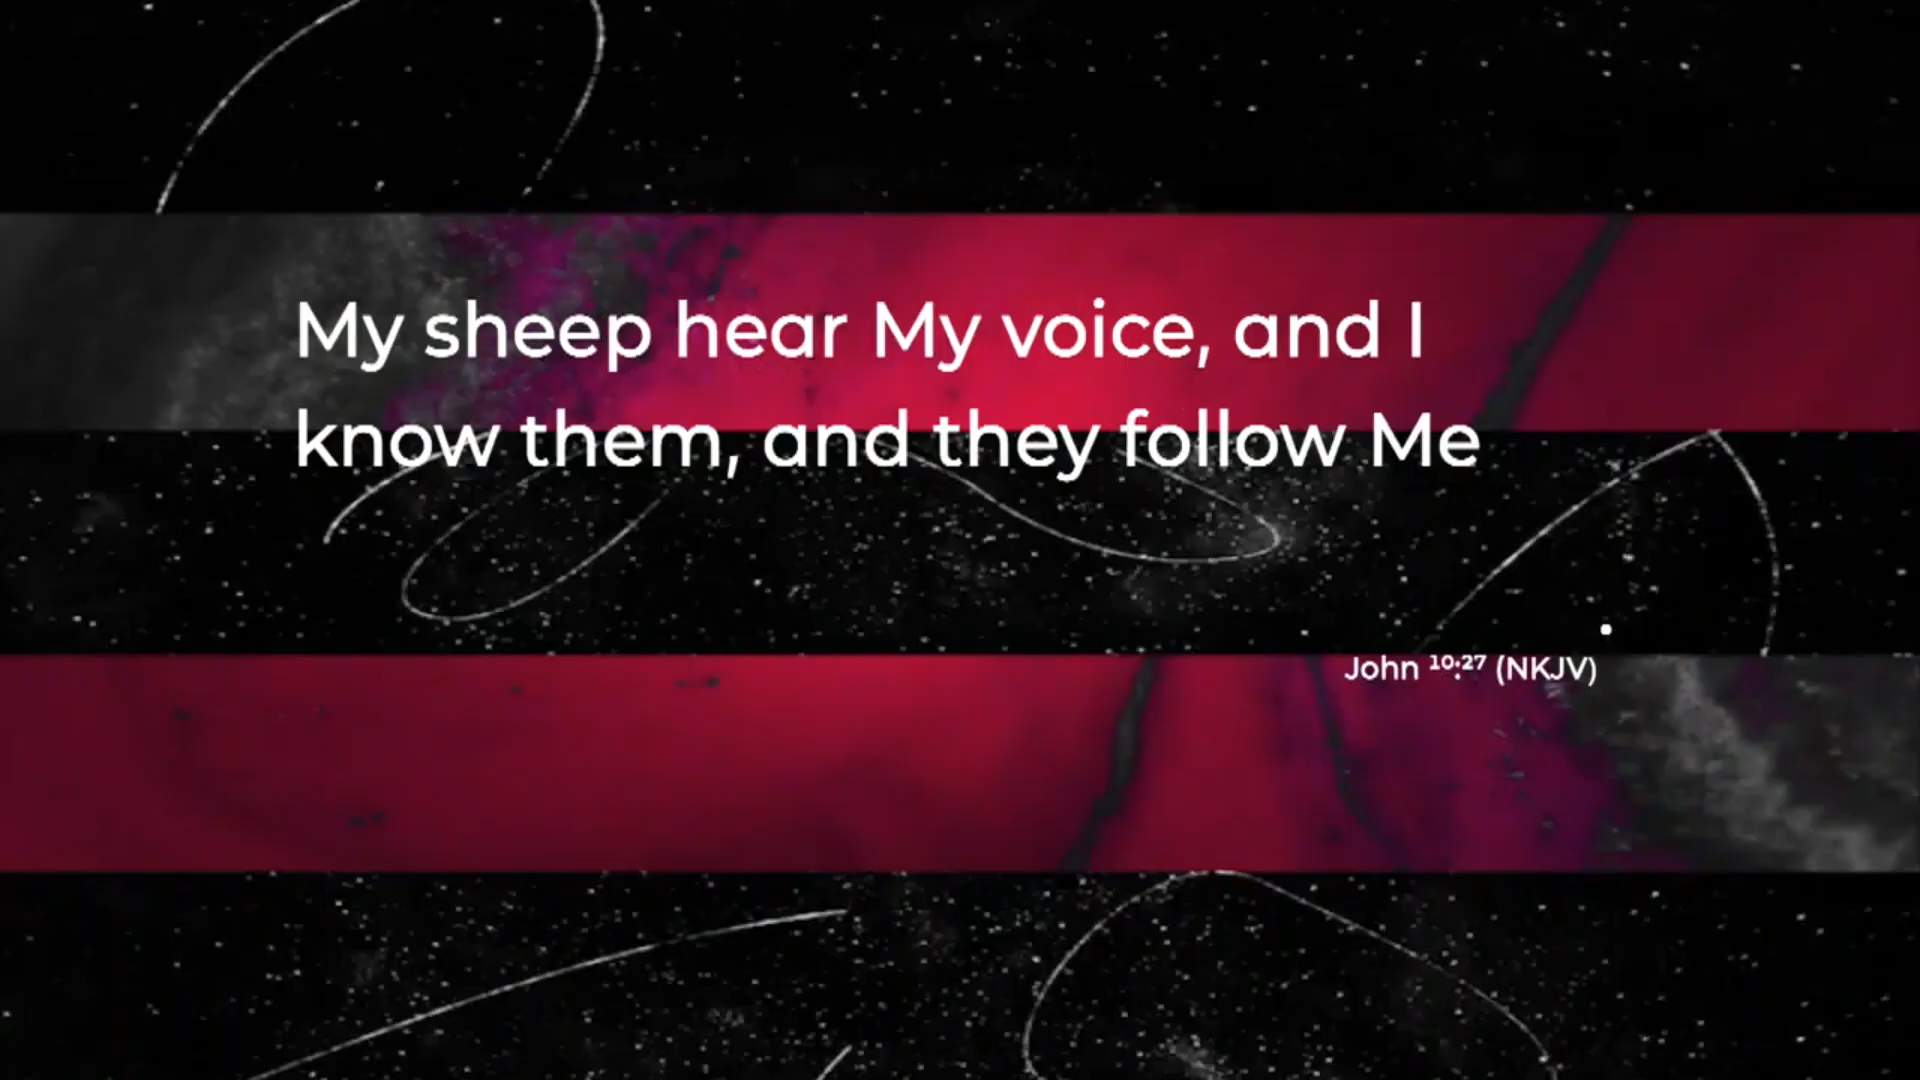 My sheep hear My voice, and I
know them, and they follow Me
John 10:27 (NKJV)